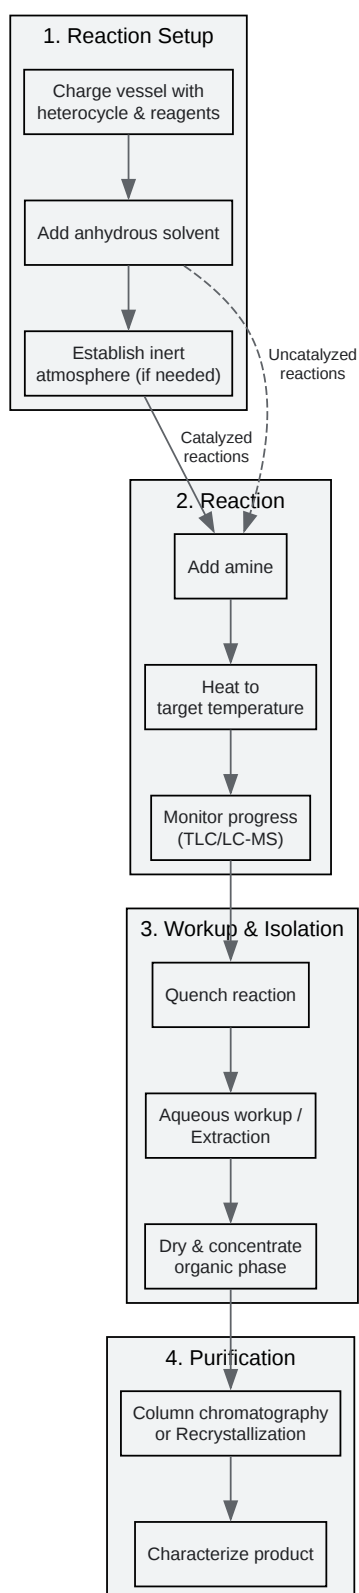 1. Reaction Setup
Charge vessel with
heterocycle & reagents
Add anhydrous solvent
Establish inert
atmosphere (if needed)
Uncatalyzed
reactions
Catalyzed
reactions
2. Reaction
Add amine
Heat to
target temperature
Monitor progress
(TLC/LC-MS)
3. Workup & Isolation
Quench reaction
Aqueous workup /
Extraction
Dry & concentrate
organic phase
4. Purification
Column chromatography
or Recrystallization
Characterize product